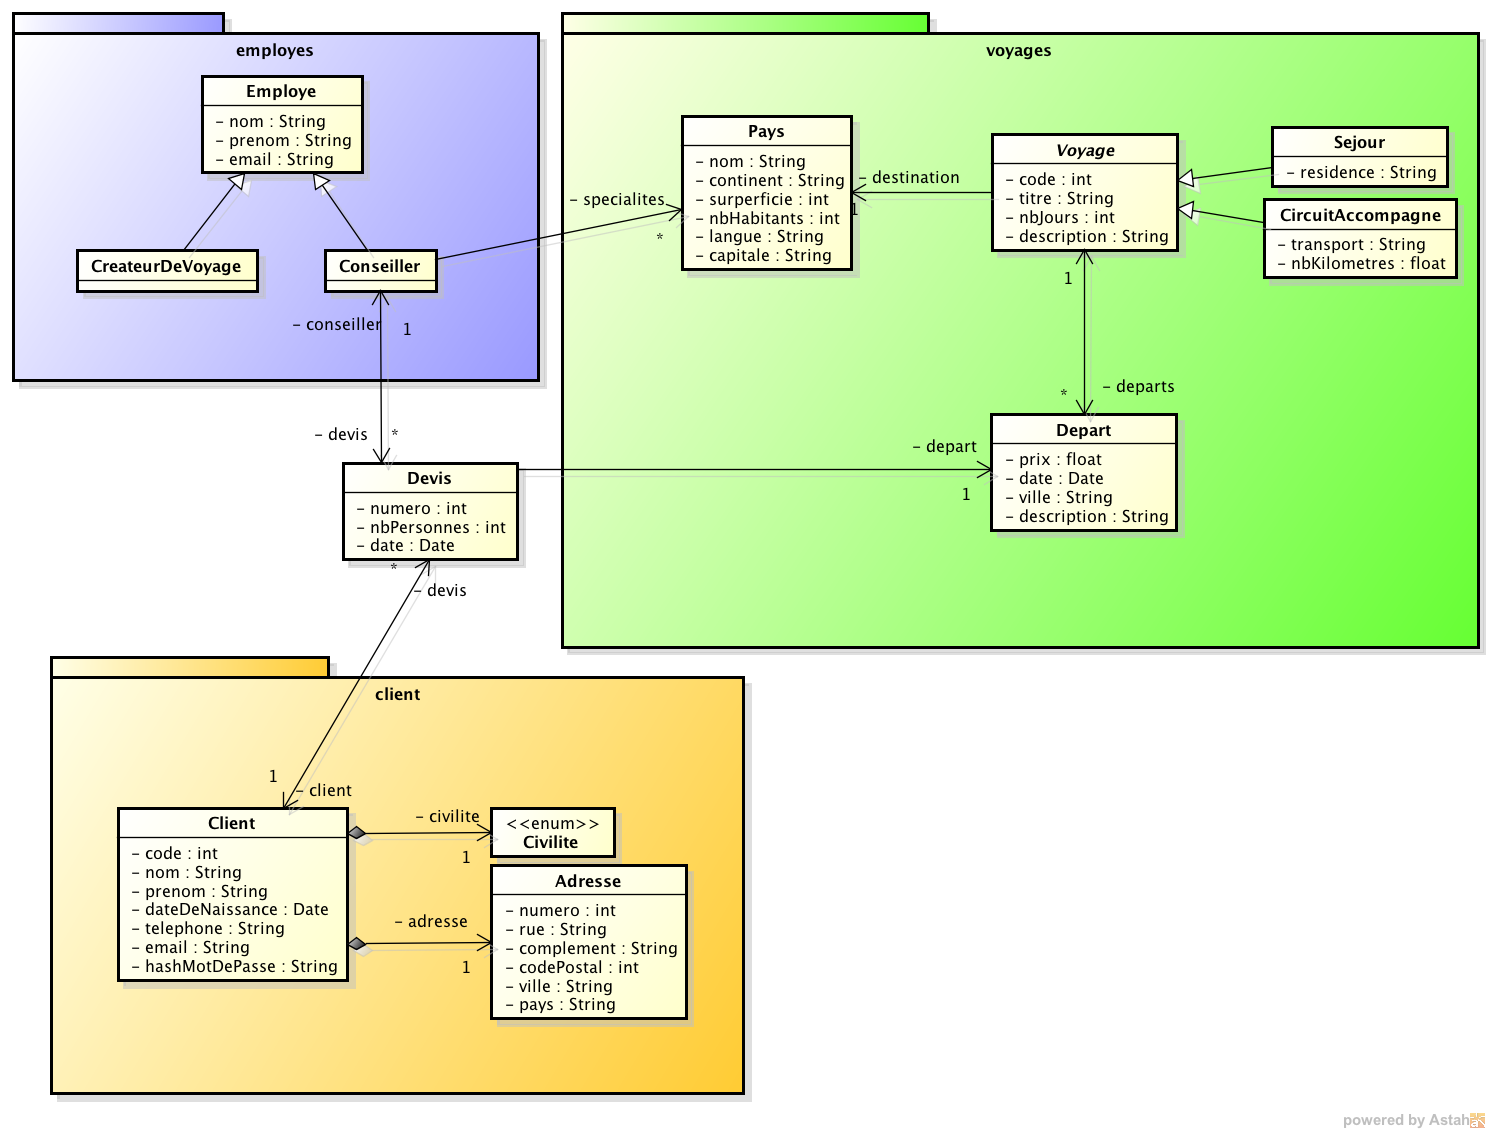 employes
Employe
– nom : String
– prenom : String
– email : String
CreateurDeVoyage
Conseiller
– conseiller
1
– specialites
*
voyages
Pays
– nom : String
– continent : String
– surperficie : int
– nbHabitants : int
– langue : String
– capitale : String
– destination
1
Voyage
– code : int
– titre : String
– nbJours : int
– description : String
Sejour
– residence : String
CircuitAccompagne
– transport : String
– nbKilometres : float
1
*
– departs
Depart
– prix : float
– date : Date
– ville : String
– description : String
– depart
1
– devis
*
Devis
– numero : int
– nbPersonnes : int
– date : Date
*
– devis
client
1
– client
Client
– code : int
– nom : String
– prenom : String
– dateDeNaissance : Date
– telephone : String
– email : String
– hashMotDePasse : String
– civilite
1
<<enum>>
Civilite
– adresse
1
Adresse
– numero : int
– rue : String
– complement : String
– codePostal : int
– ville : String
– pays : String
powered by Astah